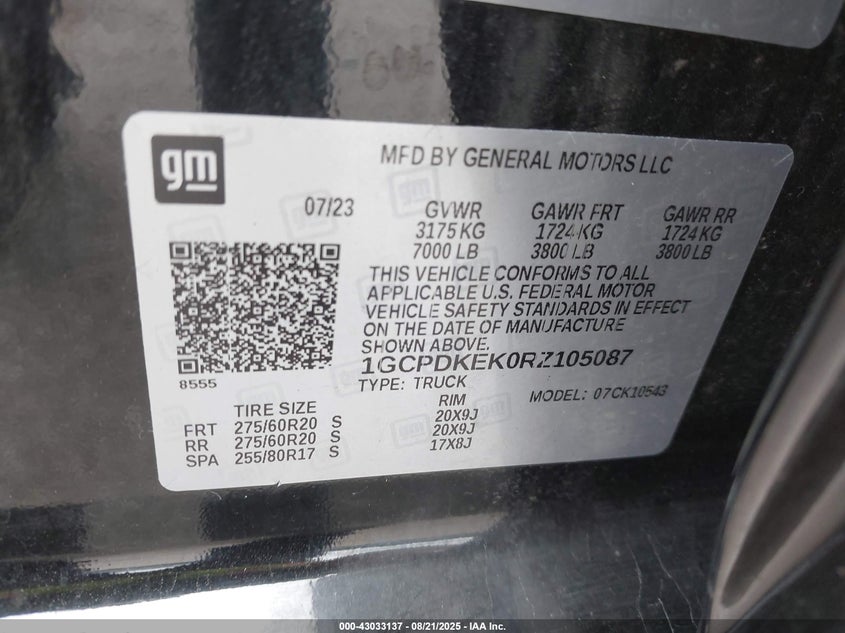 gm
MFD BY GENERAL MOTORS LLC
07/23
GVWR GAWR FRT GAWR RR
3175 KG 1724 KG 1724 KG
7000 LB 3800 LB 3800 LB
THIS VEHICLE CONFORMS TO ALL
APPLICABLE U.S. FEDERAL MOTOR
VEHICLE SAFETY STANDARDS IN EFFECT
ON THE DATE OF MANUFACTURE
SHOWN ABOVE.
1GCPDKEK0RZ105087
8555
TYPE: TRUCK
MODEL: 07CK10543
TIRE SIZE RIM
FRT 275/60R20 S 20X9J
RR 275/60R20 S 20X9J
SPA 255/80R17 S 17X8J
000-43033137 - 08/21/2025 - IAA Inc.